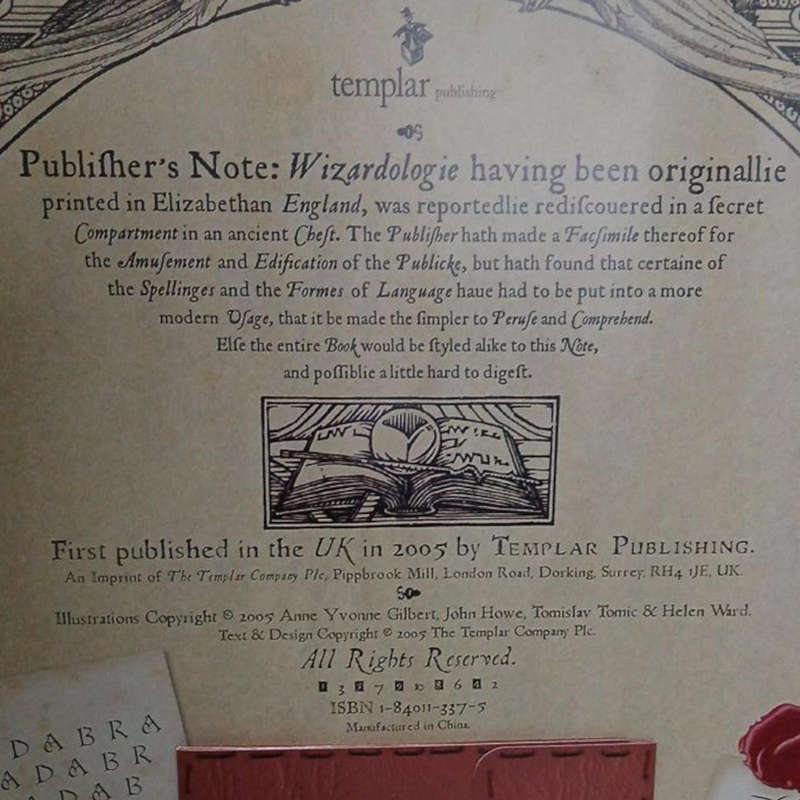 templar publishing
Publiſher's Note: Wizardologie having been originallie
printed in Elizabethan England, was reportedlie rediſcouered in a ſecret
Compartment in an ancient Cheſt. The Publiſher hath made a Facſimile thereof for
the Amuſement and Edification of the Publicke, but hath found that certaine of
the Spellinges and the Formes of Language haue had to be put into a more
modern Uſage, that it be made the ſimpler to Peruſe and Comprehend.
Elſe the entire Book would be ſtyled alike to this Note,
and poſſiblie a little hard to digeſt.
First published in the UK in 2005 by TEMPLAR PUBLISHING.
An Imprint of The Templar Company Plc, Pippbrook Mill, London Road, Dorking, Surrey, RH4 1JE, UK.
Illustrations Copyright © 2005 Anne Yvonne Gilbert, John Howe, Tomislav Tomic & Helen Ward.
Text & Design Copyright © 2005 The Templar Company Plc.
All Rights Reserved.
3 7 10 6 2
ISBN 1-84011-337-5
Manufactured in China.
DABRA
ADABR
ADAB